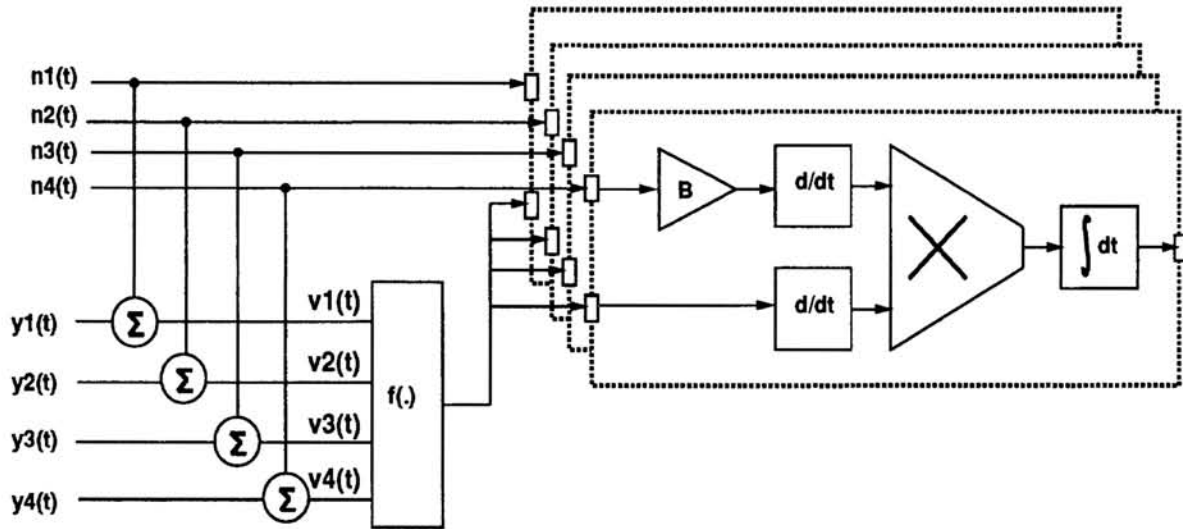 n1(t)
n2(t)
n3(t)
n4(t)
B
d/dt
∫ dt
d/dt
y1(t)
Σ
v1(t)
y2(t)
Σ
v2(t)
f(.)
y3(t)
Σ
v3(t)
y4(t)
Σ
v4(t)